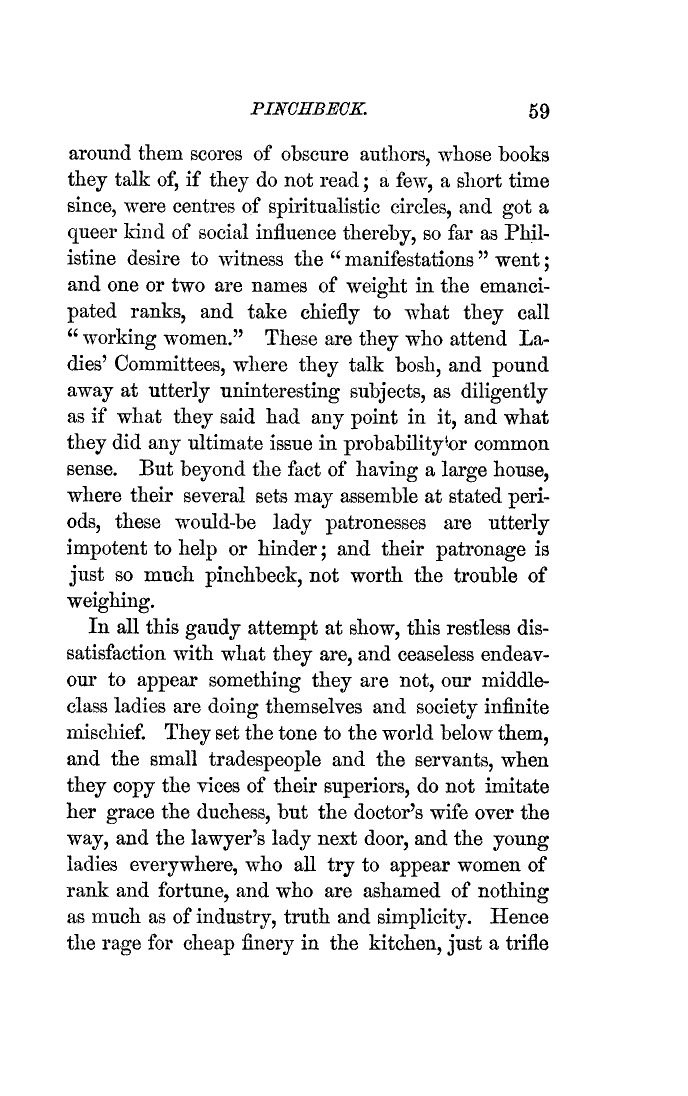 PINCHBECK. 59
around them scores of obscure authors, whose books
they talk of, if they do not read; a few, a short time
since, were centres of spiritualistic circles, and got a
queer kind of social influence thereby, so far as Phil-
istine desire to witness the “manifestations” went;
and one or two are names of weight in the emanci-
pated ranks, and take chiefly to what they call
“working women.” These are they who attend La-
dies’ Committees, where they talk bosh, and pound
away at utterly uninteresting subjects, as diligently
as if what they said had any point in it, and what
they did any ultimate issue in probability or common
sense. But beyond the fact of having a large house,
where their several sets may assemble at stated peri-
ods, these would-be lady patronesses are utterly
impotent to help or hinder; and their patronage is
just so much pinchbeck, not worth the trouble of
weighing.
In all this gaudy attempt at show, this restless dis-
satisfaction with what they are, and ceaseless endeav-
our to appear something they are not, our middle-
class ladies are doing themselves and society infinite
mischief. They set the tone to the world below them,
and the small tradespeople and the servants, when
they copy the vices of their superiors, do not imitate
her grace the duchess, but the doctor’s wife over the
way, and the lawyer’s lady next door, and the young
ladies everywhere, who all try to appear women of
rank and fortune, and who are ashamed of nothing
as much as of industry, truth and simplicity. Hence
the rage for cheap finery in the kitchen, just a trifle